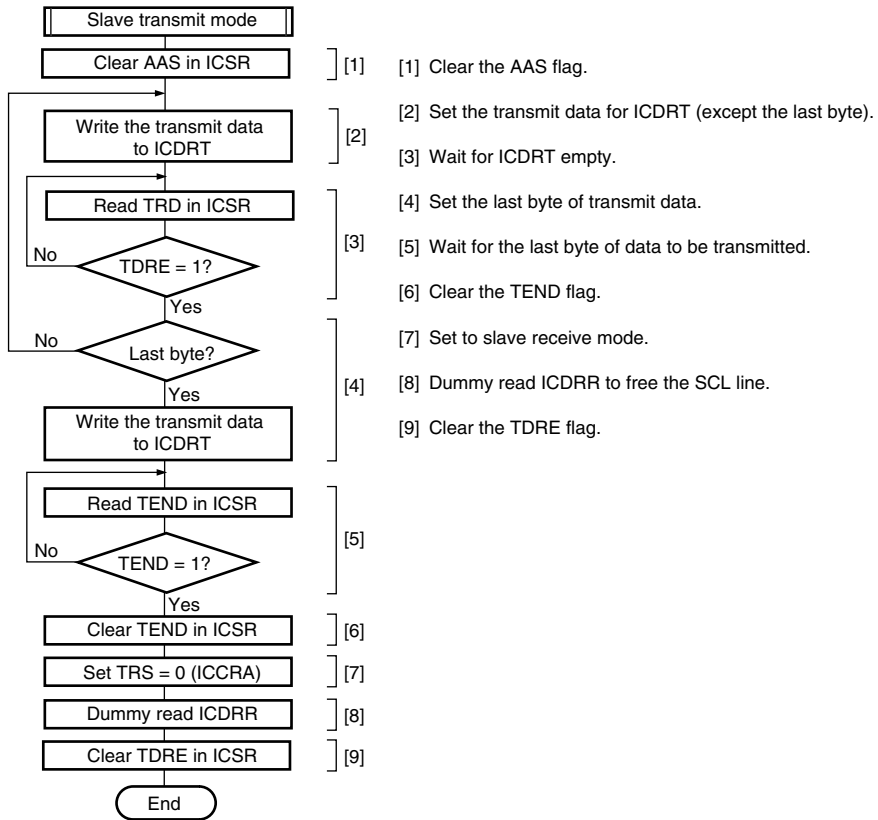 Slave transmit mode
Clear AAS in ICSR
[1]
Write the transmit data
to ICDRT
[2]
Read TRD in ICSR
No
TDRE = 1?
[3]
Yes
No
Last byte?
Yes
[4]
Write the transmit data
to ICDRT
Read TEND in ICSR
No
TEND = 1?
[5]
Yes
Clear TEND in ICSR
[6]
Set TRS = 0 (ICCRA)
[7]
Dummy read ICDRR
[8]
Clear TDRE in ICSR
[9]
End
[1] Clear the AAS flag.
[2] Set the transmit data for ICDRT (except the last byte).
[3] Wait for ICDRT empty.
[4] Set the last byte of transmit data.
[5] Wait for the last byte of data to be transmitted.
[6] Clear the TEND flag.
[7] Set to slave receive mode.
[8] Dummy read ICDRR to free the SCL line.
[9] Clear the TDRE flag.